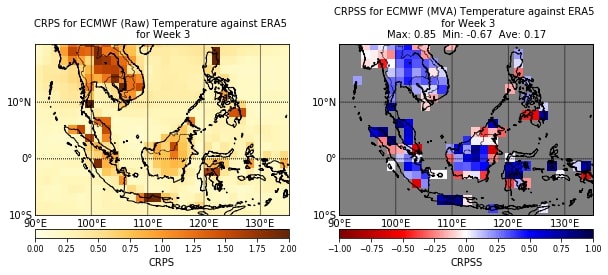 CRPS for ECMWF (Raw) Temperature against ERA5
for Week 3
10°N
0°
10°S
90°E 100°E 110°E 120°E 130°E
0.00 0.25 0.50 0.75 1.00 1.25 1.50 1.75 2.00
CRPS
CRPSS for ECMWF (MVA) Temperature against ERA5
for Week 3
Max: 0.85 Min: -0.67 Ave: 0.17
10°N
0°
10°S
90°E 100°E 110°E 120°E 130°E
−1.00 −0.75 −0.50 −0.25 0.00 0.25 0.50 0.75 1.00
CRPSS